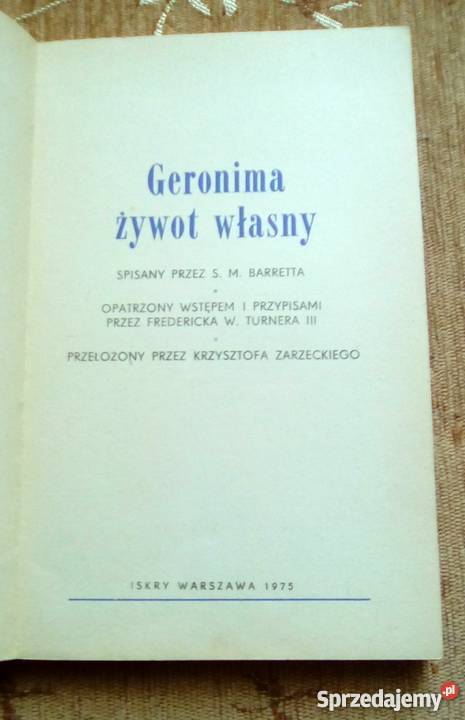 Geronima
żywot własny
SPISANY PRZEZ S. M. BARRETTA
OPATRZONY WSTĘPEM I PRZYPISAMI
PRZEZ FREDERICKA W. TURNERA III
PRZEŁOŻONY PRZEZ KRZYSZTOFA ZARZECKIEGO
ISKRY WARSZAWA 1975
Sprzedajemy.pl